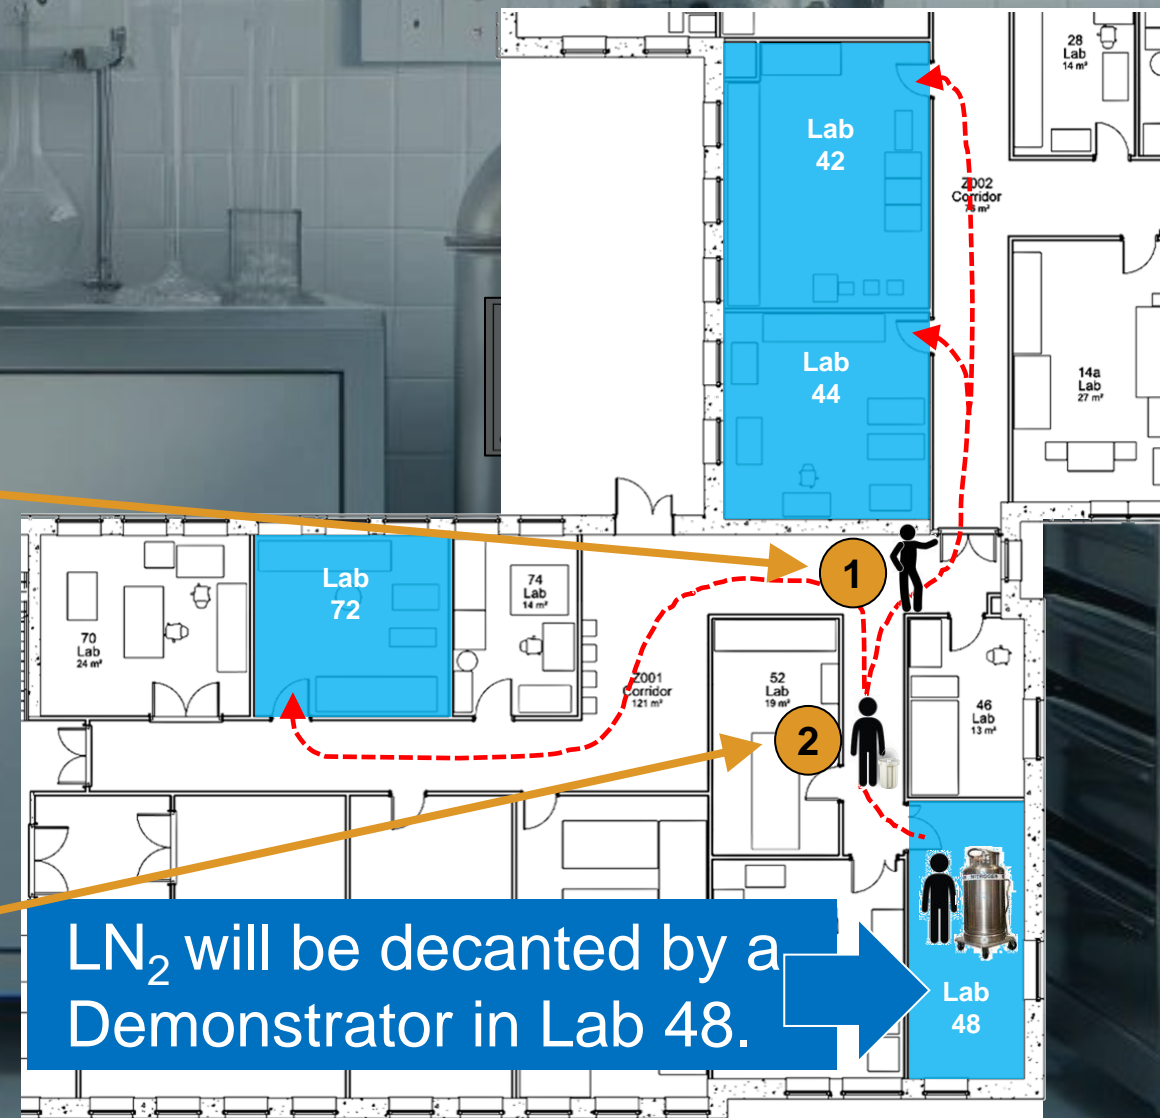 28
Lab
14 m²
Lab
42
Z002
Corridor
Lab
44
14a
Lab
27 m²
1
Lab
72
74
Lab
14 m²
70
Lab
24 m²
Z001
Corridor
121 m²
52
Lab
19 m²
46
Lab
13 m²
2
NITROGEN
LN₂ will be decanted by a
Demonstrator in Lab 48.
Lab
48